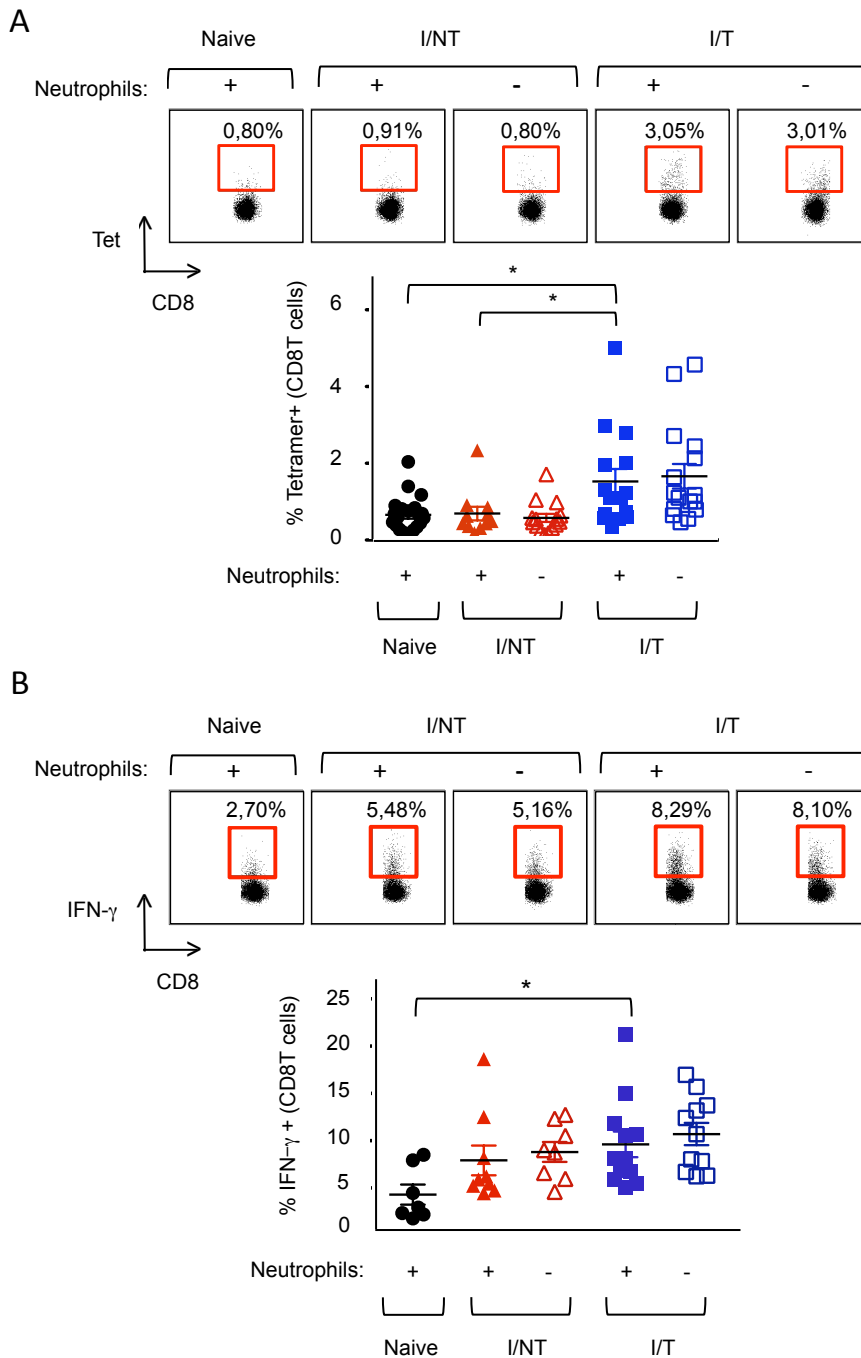 A
Naive I/NT I/T
Neutrophils: + + - + -
0,80% 0,91% 0,80% 3,05% 3,01%
Tet
CD8
* 
*
% Tetramer+ (CD8T cells)
6
4
2
0
Neutrophils: + + - + -
Naive I/NT I/T
B
Naive I/NT I/T
Neutrophils: + + - + -
2,70% 5,48% 5,16% 8,29% 8,10%
IFN-γ
CD8
*
% IFN-γ + (CD8T cells)
25
20
15
10
5
0
Neutrophils: + + - + -
Naive I/NT I/T